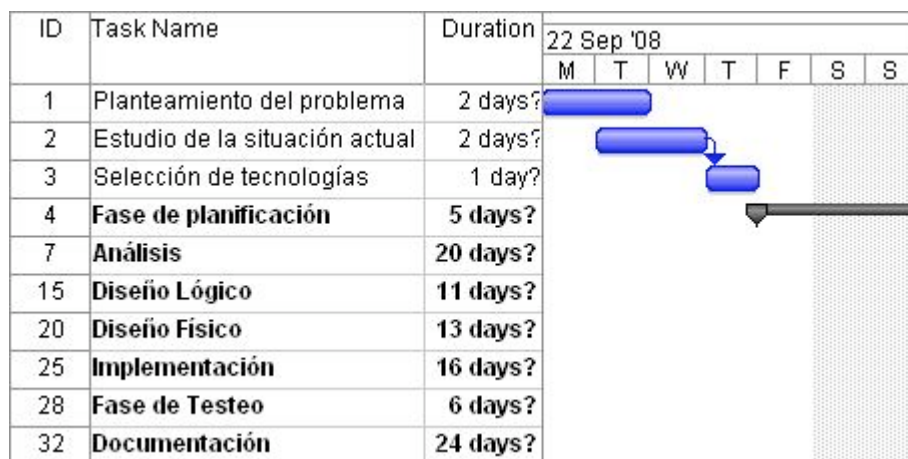 ID Task Name Duration 22 Sep '08
M T W T F S S
1 Planteamiento del problema 2 days?
2 Estudio de la situación actual 2 days?
3 Selección de tecnologías 1 day?
4 Fase de planificación 5 days?
7 Análisis 20 days?
15 Diseño Lógico 11 days?
20 Diseño Físico 13 days?
25 Implementación 16 days?
28 Fase de Testeo 6 days?
32 Documentación 24 days?